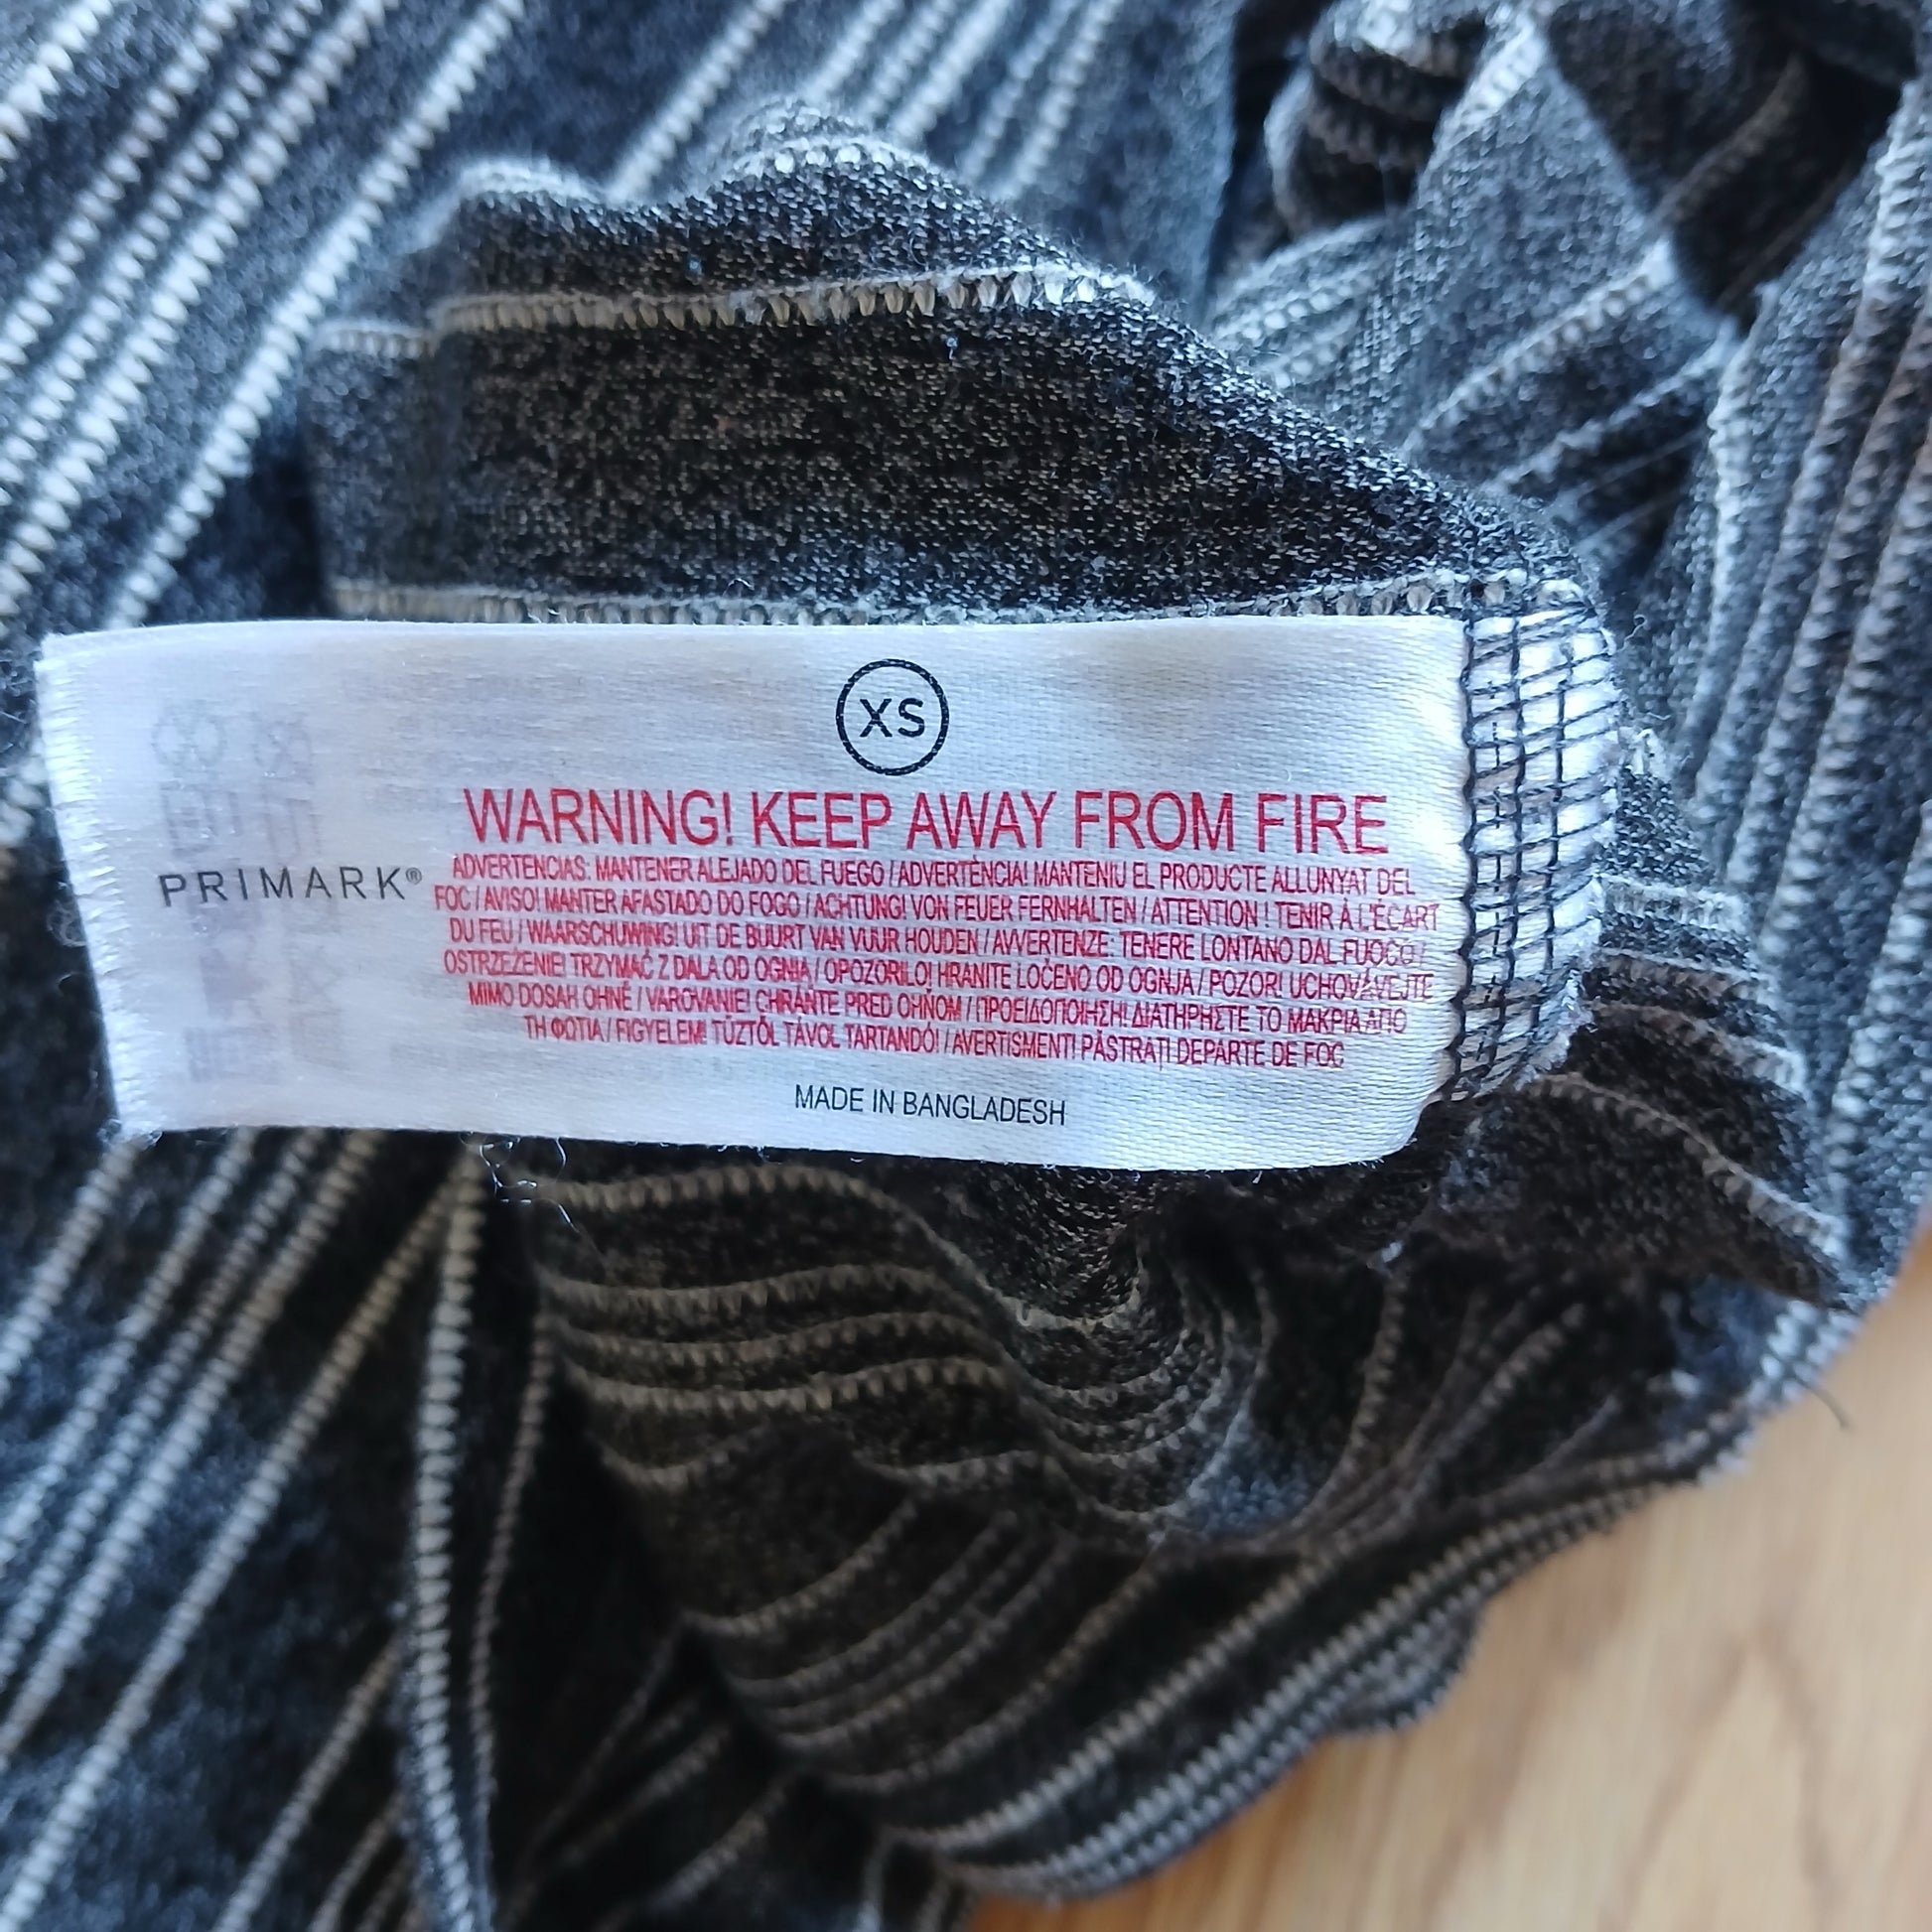 XS
WARNING! KEEP AWAY FROM FIRE
PRIMARK®
ADVERTENCIAS: MANTENER ALEJADO DEL FUEGO / ADVERTÈNCIA! MANTENIU EL PRODUCTE ALLUNYAT DEL
FOC / AVISO! MANTER AFASTADO DO FOGO / ACHTUNG! VON FEUER FERNHALTEN / ATTENTION ! TENIR À L'ÉCART
DU FEU / WAARSCHUWING! UIT DE BUURT VAN VUUR HOUDEN / AVVERTENZE: TENERE LONTANO DAL FUOCO /
OSTRZEŻENIE! TRZYMAĆ Z DALA OD OGNIA / OPOZORILO! HRANITE LOČENO OD OGNJA / POZOR! UCHOVÁVEJTE
MIMO DOSAH OHNĚ / VAROVANIE! CHRÁŇTE PRED OHŇOM / ΠΡΟΕΙΔΟΠΟΙΗΣΗ! ΔΙΑΤΗΡΗΣΤΕ ΤΟ ΜΑΚΡΙΑ ΑΠΟ
ΤΗ ΦΩΤΙΑ / FIGYELEM! TŰZTŐL TÁVOL TARTANDÓ! / AVERTISMENT! PĂSTRAȚI DEPARTE DE FOC
MADE IN BANGLADESH